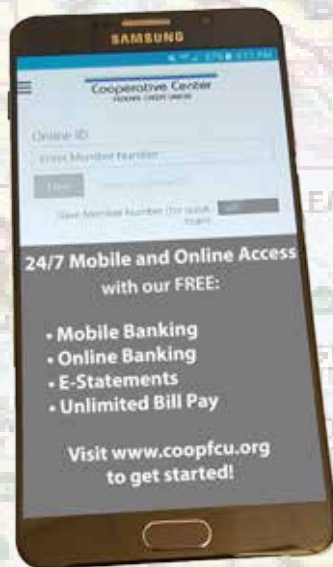 SAMSUNG
Cooperative Center
FEDERAL CREDIT UNION
Online ID
Enter Member Number
Save Member Number (for
24/7 Mobile and Online Access
with our FREE:
• Mobile Banking
• Online Banking
• E-Statements
• Unlimited Bill Pay
Visit www.coopfcu.org
to get started!